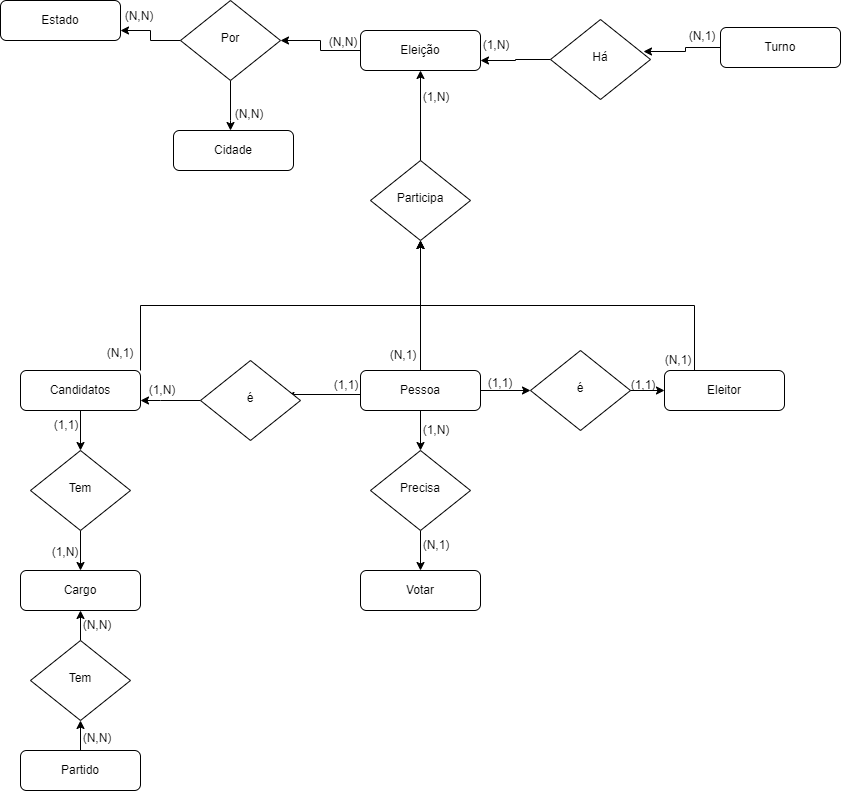 Estado
(N,N)
Por
(N,N)
Eleição
(1,N)
Há
(N,1)
Turno
(N,N)
Cidade
(1,N)
Participa
(N,1)
(N,1)
(N,1)
Candidatos
(1,N)
é
(1,1)
Pessoa
(1,1)
é
(1,1)
Eleitor
(1,1)
(1,N)
Tem
Precisa
(1,N)
(N,1)
Cargo
Votar
(N,N)
Tem
(N,N)
Partido